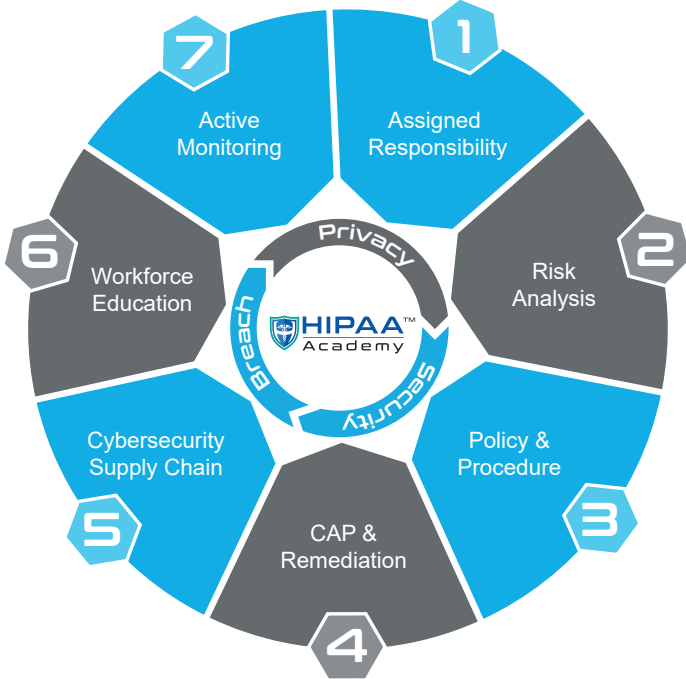 1
Assigned
Responsibility
2
Risk
Analysis
3
Policy &
Procedure
4
CAP &
Remediation
5
Cybersecurity
Supply Chain
6
Workforce
Education
7
Active
Monitoring
Privacy
Security
Breach
HIPAA™
Academy